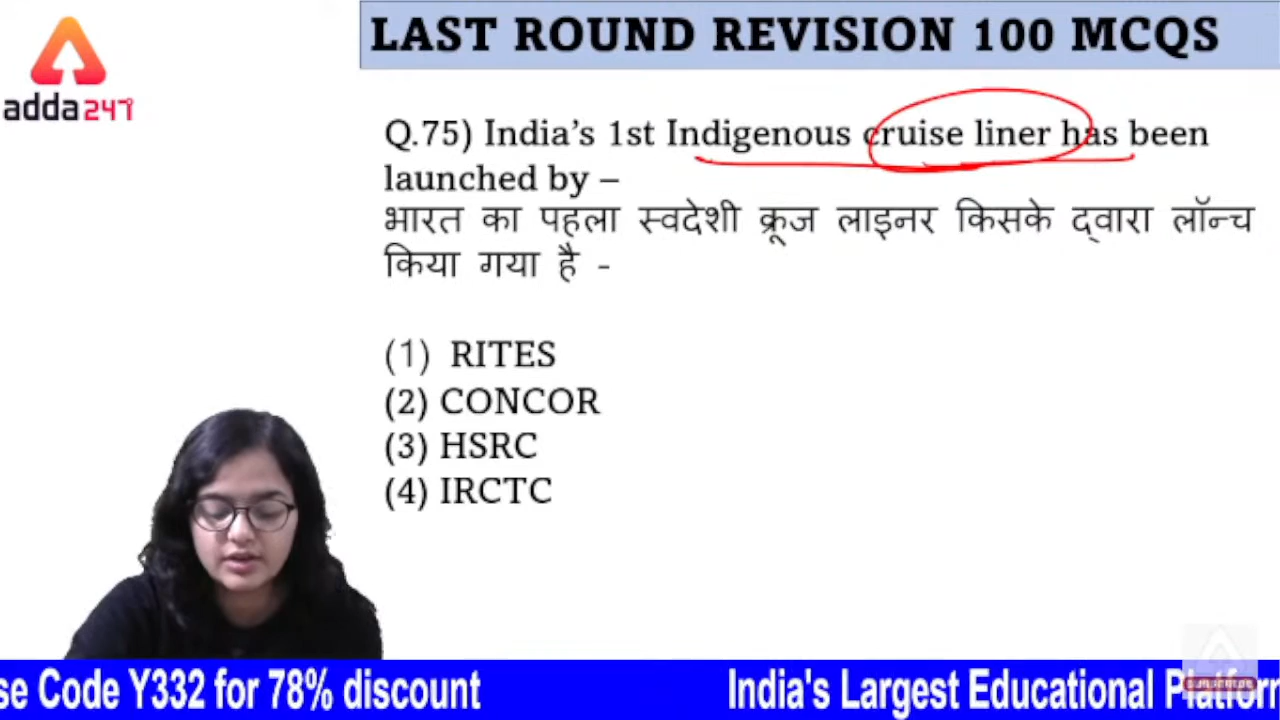 LAST ROUND REVISION 100 MCQS
adda247
Q.75) India's 1st Indigenous cruise liner has been
launched by –
भारत का पहला स्वदेशी क्रूज लाइनर किसके द्वारा लॉन्च
किया गया है -
(1) RITES
(2) CONCOR
(3) HSRC
(4) IRCTC
SUBSCRIBE
se Code Y332 for 78% discount India's Largest Educational Platform